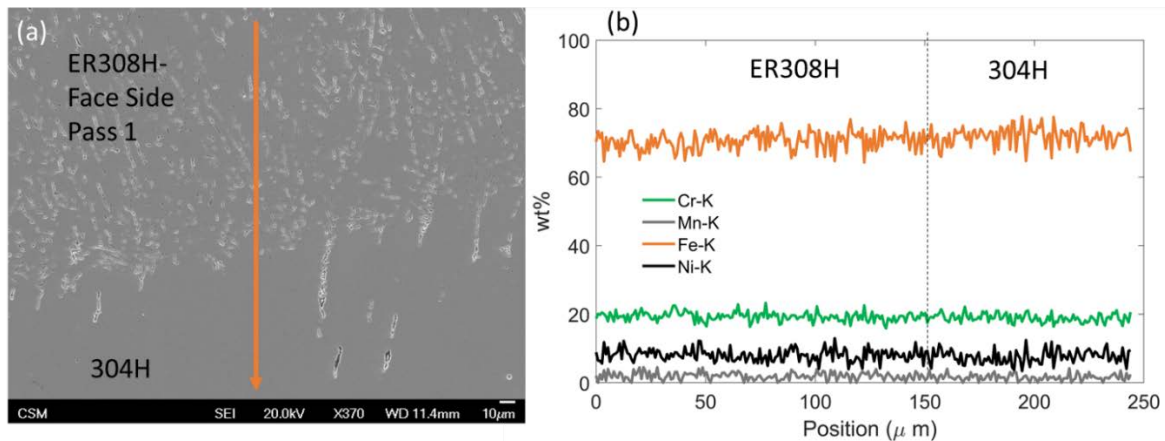 (a)
ER308H-
Face Side
Pass 1
304H
CSM SEI 20.0kV X370 WD 11.4mm 10μm
(b)
100
80
60
40
20
0
wt%
ER308H 304H
Cr-K
Mn-K
Fe-K
Ni-K
0 50 100 150 200 250
Position (μ m)